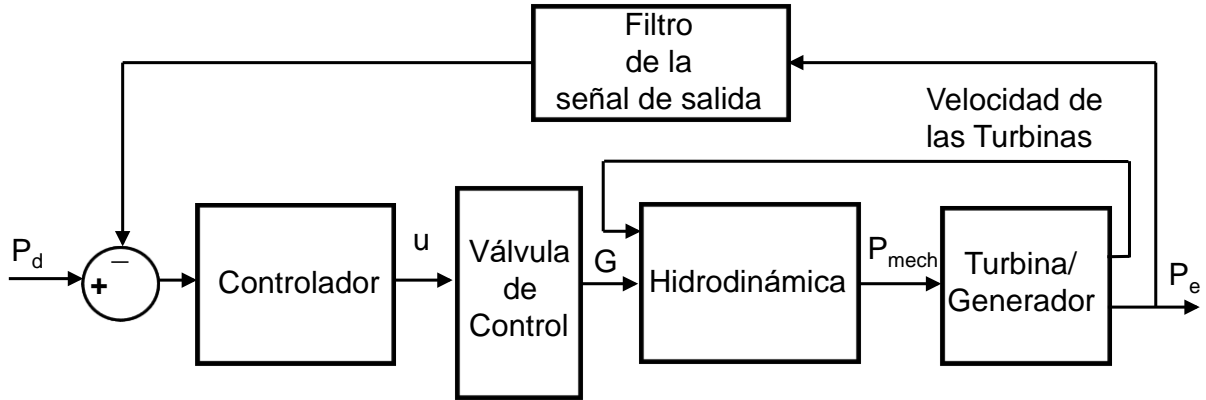 Filtro
de la
señal de salida
Velocidad de
las Turbinas
P_d
−
+
Controlador
u
Válvula
de
Control
G
Hidrodinámica
P_mech
Turbina/
Generador
P_e